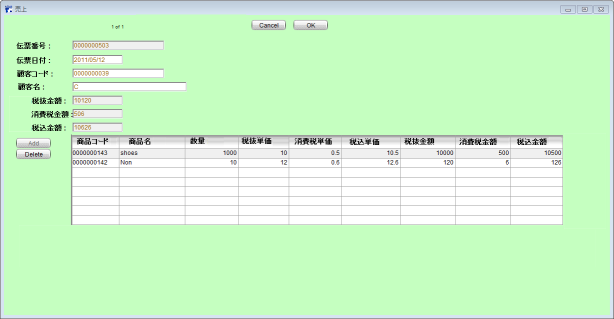 売上
1 of 1
Cancel OK
伝票番号： 0000000503
伝票日付： 2011/05/12
顧客コード： 0000000039
顧客名： C
税抜金額： 10120
消費税金額： 506
税込金額： 10626
Add
Delete
商品コード 商品名 数量 税抜単価 消費税単価 税込単価 税抜金額 消費税金額 税込金額
0000000143 shoes 1000 10 0.5 10.5 10000 500 10500
0000000142 Non 10 12 0.6 12.6 120 6 126